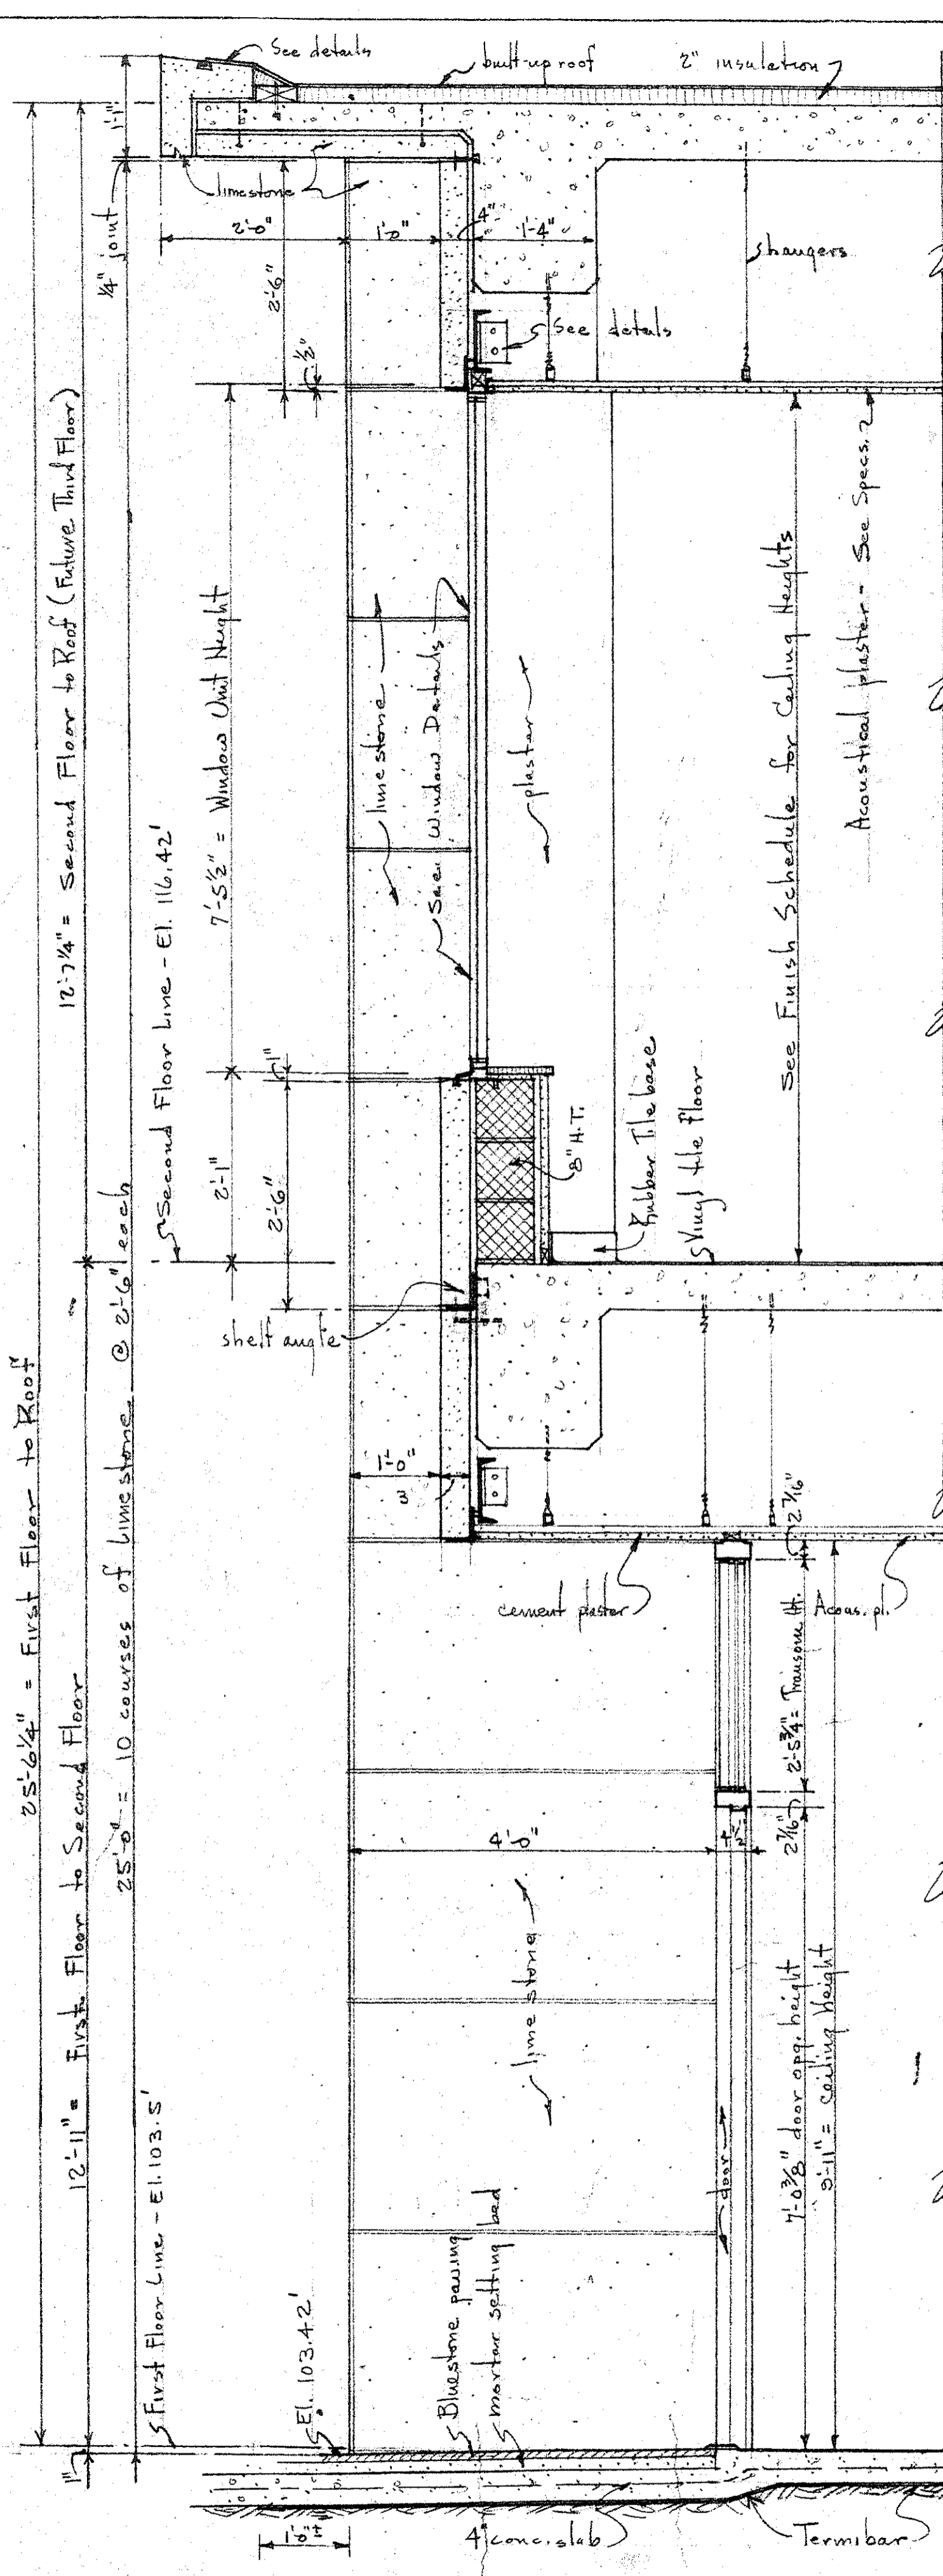 See details
built-up roof
2" insulation
1'-1"
limestone
1/4" joint
2'-0"
1'-0"
4"
1'-4"
hangers
2'-6"
See details
1/2"
12'-7 1/4" = Second Floor to Roof (Future Third Floor)
7'-5 1/2" = Window Unit Height
limestone
See Window Details
plaster
See Finish Schedule for Ceiling Heights
Acoustical plaster - See Specs.
Second Floor Line - El. 116.42'
1"
2'-1"
2'-6"
8" H.T.
Rubber Tile base
Vinyl tile floor
shelf angle
25'-6 1/4" = First Floor to Roof
12'-11" = First Floor to Second Floor
25'-0" = 10 courses of limestone @ 2'-6" each
1'-0"
3
2 7/16"
cement plaster
Acous. pl.
2'-5 3/4" = Transom Ht.
2 7/16"
4'-0"
4 1/2"
lime stone
door
7'-0 3/8" door opg. height
9'-11" = ceiling height
First Floor Line - El. 103.5'
El. 103.42'
Bluestone paving
mortar setting bed
1"
1'-0"±
4" conc. slab
Termibar